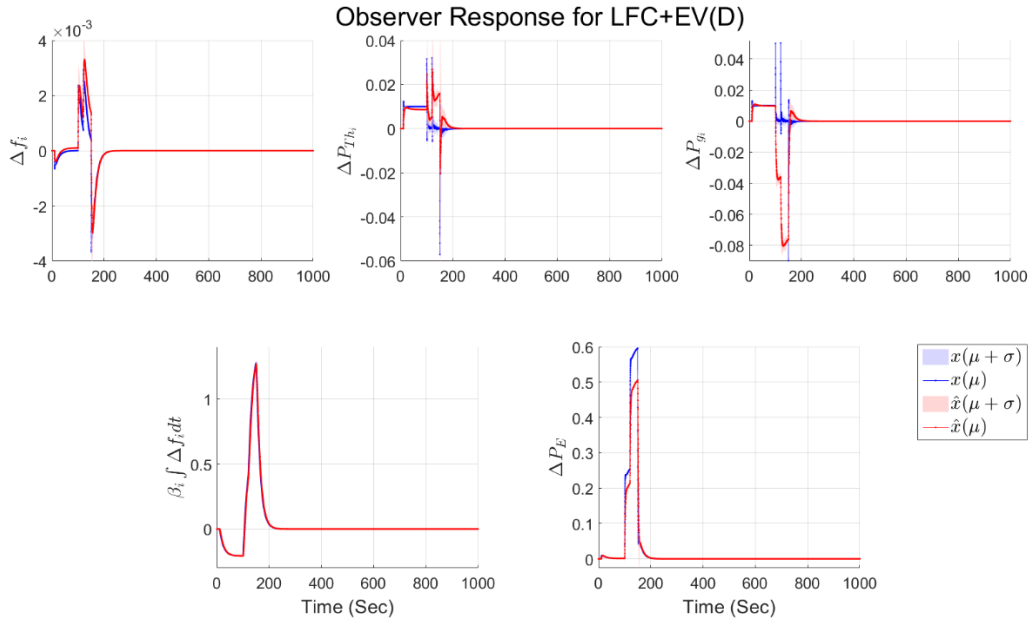 Observer Response for LFC+EV(D)
×10⁻³
4
2
0
-2
-4
Δf_i
0 200 400 600 800 1000
0.04
0.02
0
-0.02
-0.04
-0.06
ΔP_{Th_i}
0 200 400 600 800 1000
0.04
0.02
0
-0.02
-0.04
-0.06
-0.08
ΔP_{g_i}
0 200 400 600 800 1000
1
0.5
0
β_i ∫ Δf_i dt
0 200 400 600 800 1000
Time (Sec)
0.6
0.5
0.4
0.3
0.2
0.1
0
ΔP_E
0 200 400 600 800 1000
Time (Sec)
x(μ + σ)
x(μ)
x̂(μ + σ)
x̂(μ)